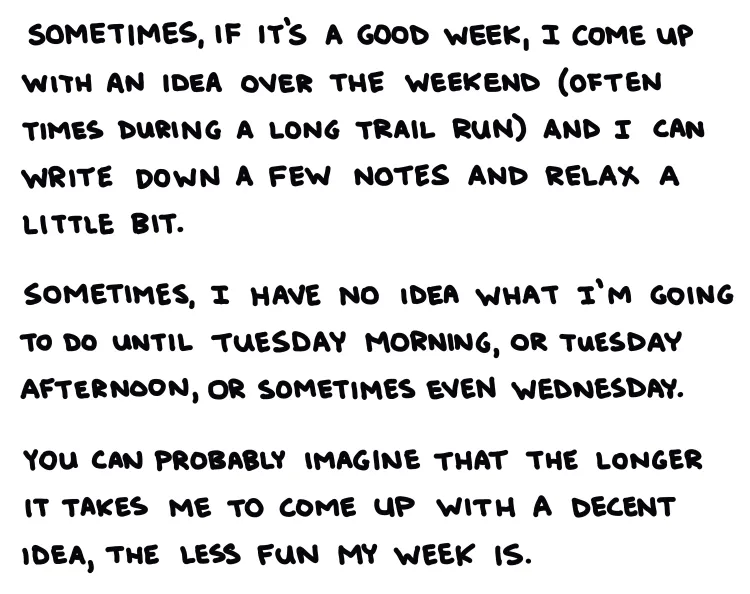 SOMETIMES, IF IT'S A GOOD WEEK, I COME UP
WITH AN IDEA OVER THE WEEKEND (OFTEN
TIMES DURING A LONG TRAIL RUN) AND I CAN
WRITE DOWN A FEW NOTES AND RELAX A
LITTLE BIT.
SOMETIMES, I HAVE NO IDEA WHAT I'M GOING
TO DO UNTIL TUESDAY MORNING, OR TUESDAY
AFTERNOON, OR SOMETIMES EVEN WEDNESDAY.
YOU CAN PROBABLY IMAGINE THAT THE LONGER
IT TAKES ME TO COME UP WITH A DECENT
IDEA, THE LESS FUN MY WEEK IS.